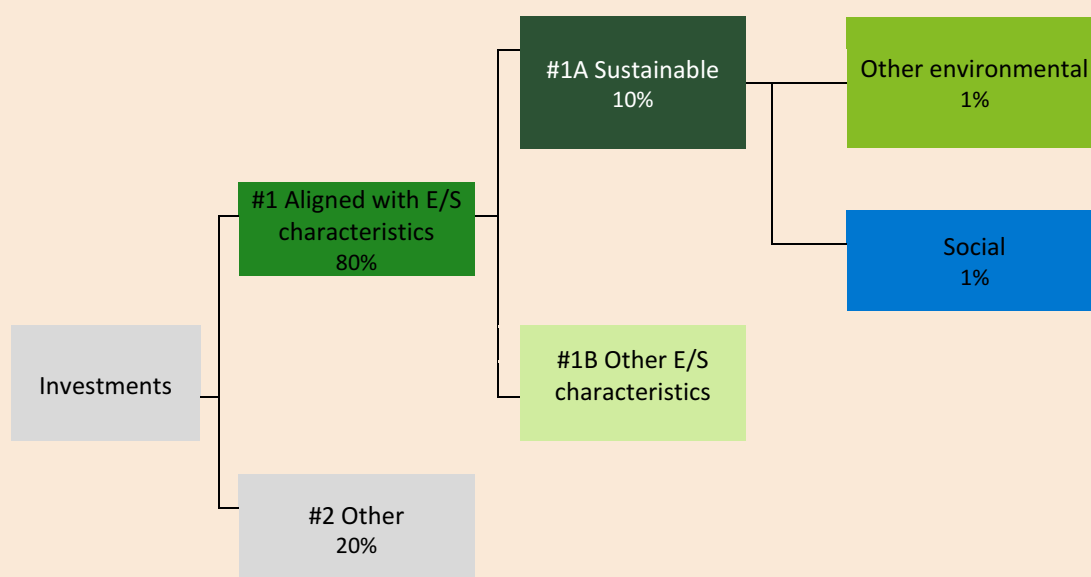 Investments
#1 Aligned with E/S
characteristics
80%
#2 Other
20%
#1A Sustainable
10%
#1B Other E/S
characteristics
Other environmental
1%
Social
1%